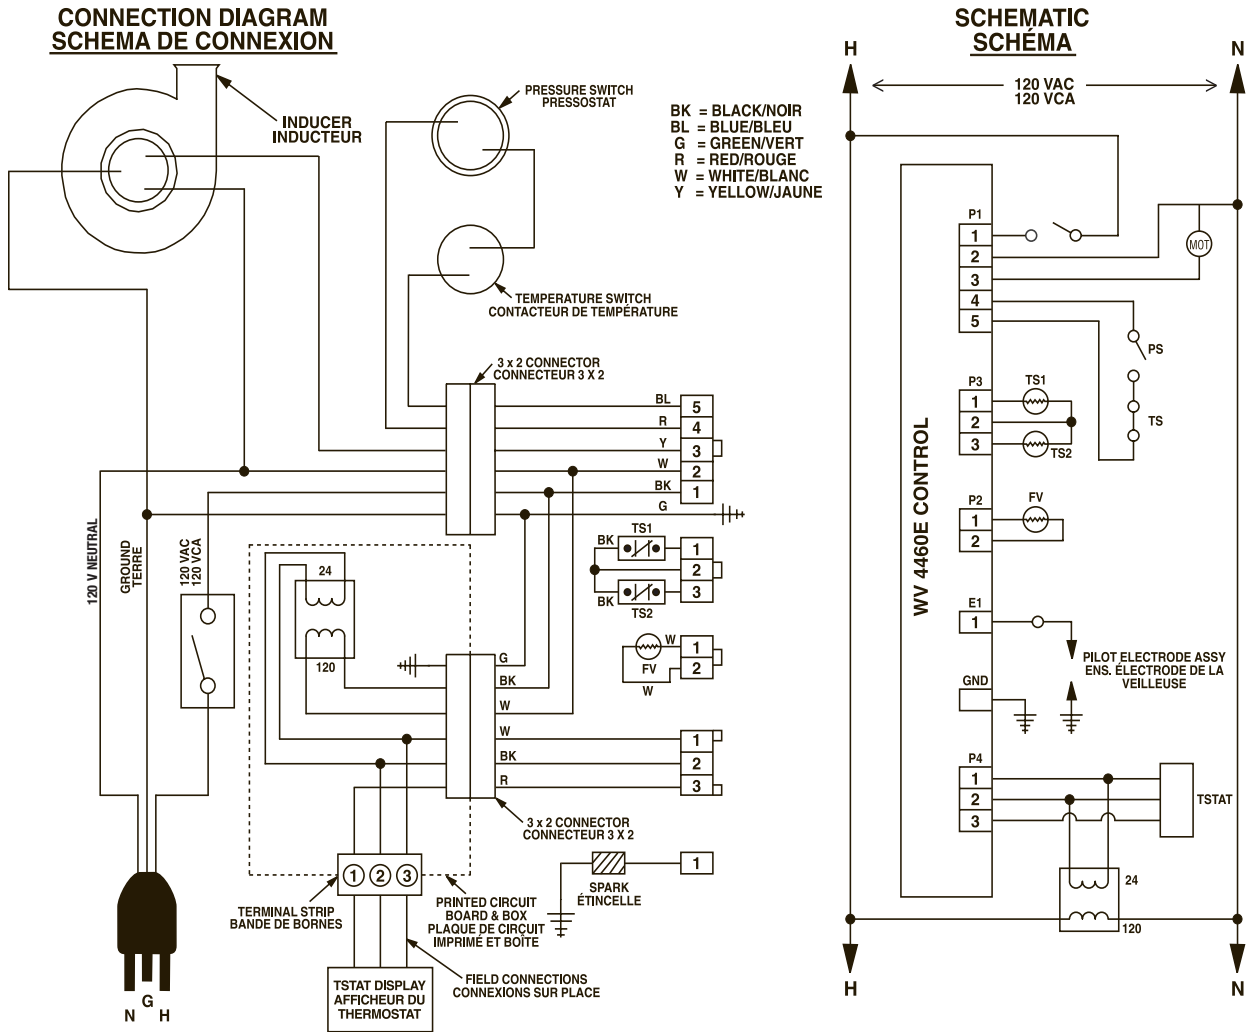 CONNECTION DIAGRAM
SCHEMA DE CONNEXION
INDUCER
INDUCTEUR
PRESSURE SWITCH
PRESSOSTAT
TEMPERATURE SWITCH
CONTACTEUR DE TEMPÉRATURE
BK = BLACK/NOIR
BL = BLUE/BLEU
G = GREEN/VERT
R = RED/ROUGE
W = WHITE/BLANC
Y = YELLOW/JAUNE
3 x 2 CONNECTOR
CONNECTEUR 3 X 2
BL 5
R 4
Y 3
W 2
BK 1
G
120 V NEUTRAL
GROUND
TERRE
120 VAC
120 VCA
24
120
TS1
BK 1
2
BK 3
TS2
W 1
FV 2
W
G
BK
W
W 1
BK 2
R 3
3 x 2 CONNECTOR
CONNECTEUR 3 X 2
1 2 3
TERMINAL STRIP
BANDE DE BORNES
PRINTED CIRCUIT
BOARD & BOX
PLAQUE DE CIRCUIT
IMPRIMÉ ET BOÎTE
1
SPARK
ÉTINCELLE
FIELD CONNECTIONS
CONNEXIONS SUR PLACE
TSTAT DISPLAY
AFFICHEUR DU
THERMOSTAT
N G H
SCHEMATIC
SCHÉMA
H
N
120 VAC
120 VCA
WV 4460E CONTROL
P1
1
2
3
4
5
MOT
PS
TS
P3
1
2
3
TS1
TS2
P2
1
2
FV
E1
1
PILOT ELECTRODE ASSY
ENS. ÉLECTRODE DE LA
VEILLEUSE
GND
P4
1
2
3
TSTAT
24
120
H
N